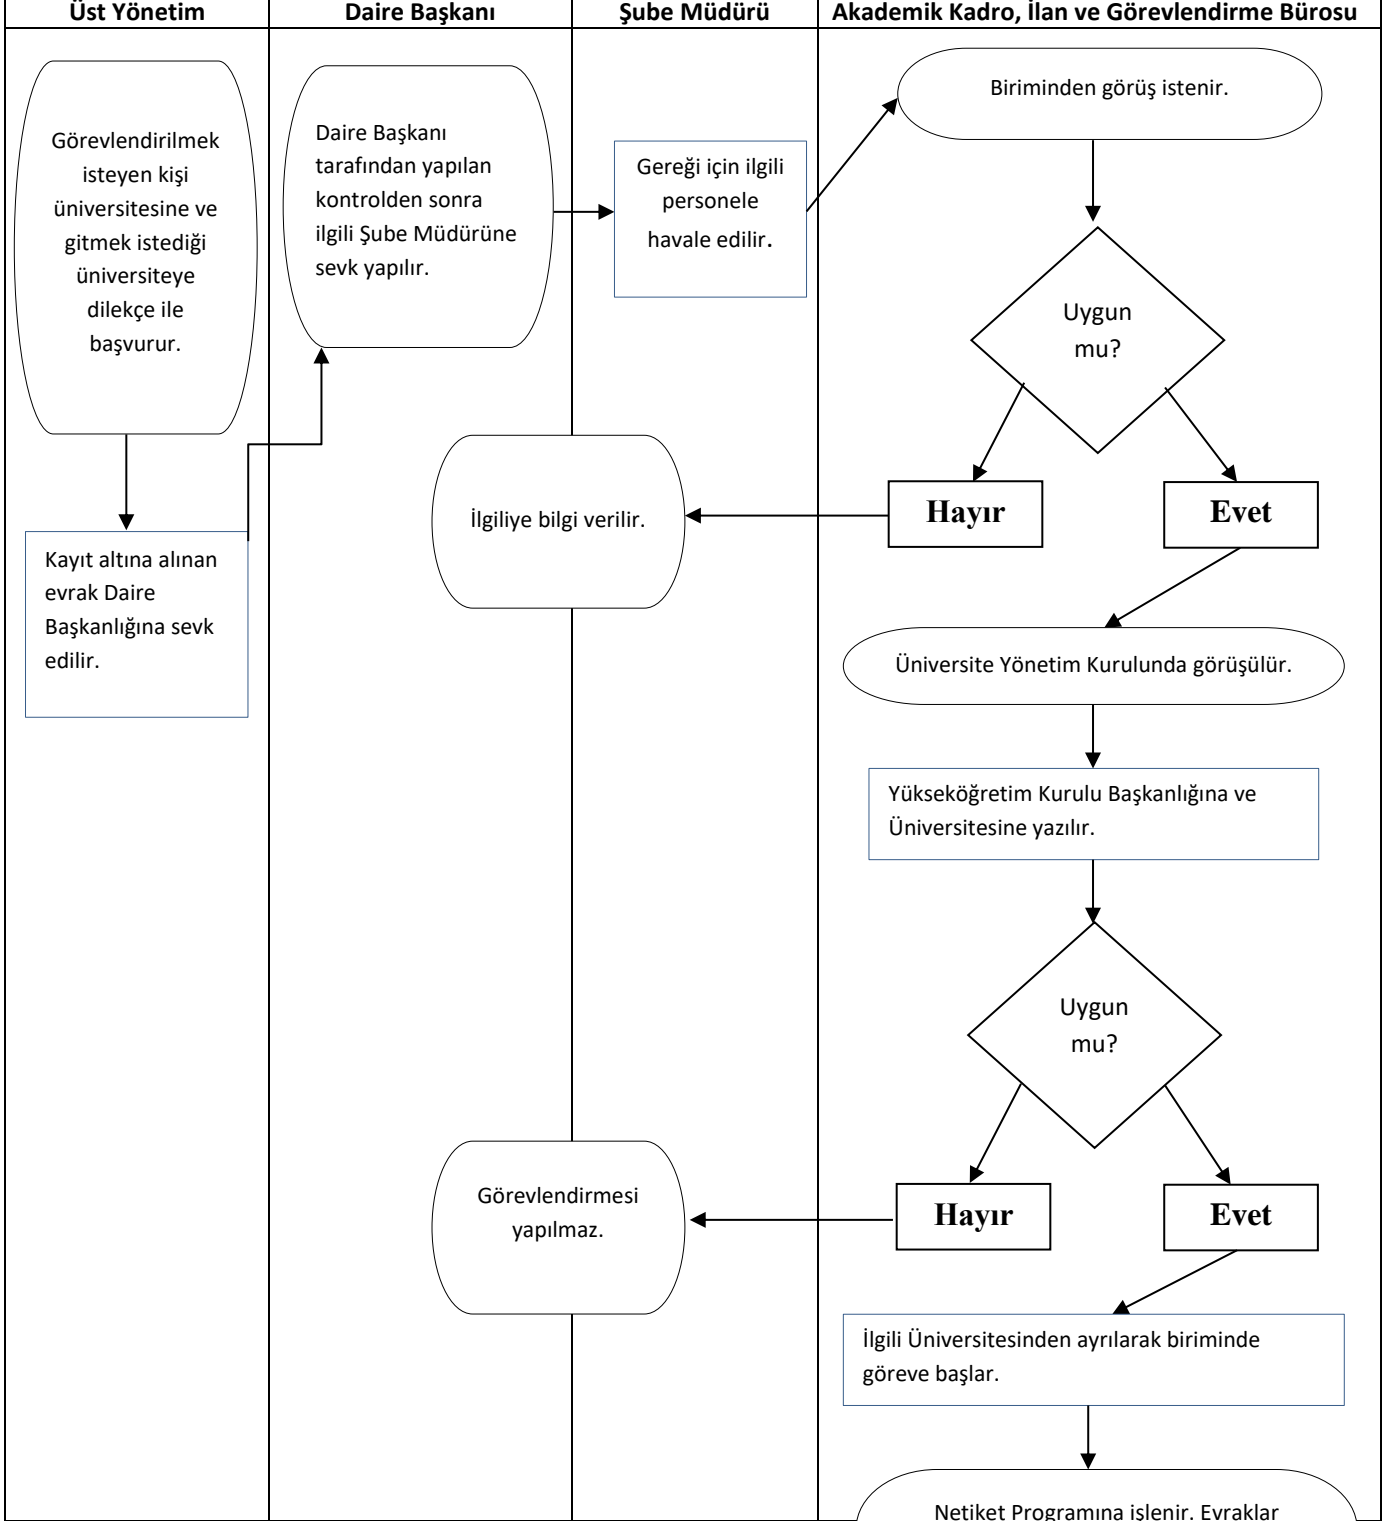 Üst Yönetim
Daire Başkanı
Şube Müdürü
Akademik Kadro, İlan ve Görevlendirme Bürosu
Görevlendirilmek
isteyen kişi
üniversitesine ve
gitmek istediği
üniversiteye
dilekçe ile
başvurur.
Kayıt altına alınan
evrak Daire
Başkanlığına sevk
edilir.
Daire Başkanı
tarafından yapılan
kontrolden sonra
ilgili Şube Müdürüne
sevk yapılır.
Gereği için ilgili
personele
havale edilir.
Biriminden görüş istenir.
Uygun
mu?
Hayır
Evet
İlgiliye bilgi verilir.
Üniversite Yönetim Kurulunda görüşülür.
Yükseköğretim Kurulu Başkanlığına ve
Üniversitesine yazılır.
Uygun
mu?
Hayır
Evet
Görevlendirmesi
yapılmaz.
İlgili Üniversitesinden ayrılarak biriminde
göreve başlar.
Netiket Programına işlenir. Evraklar